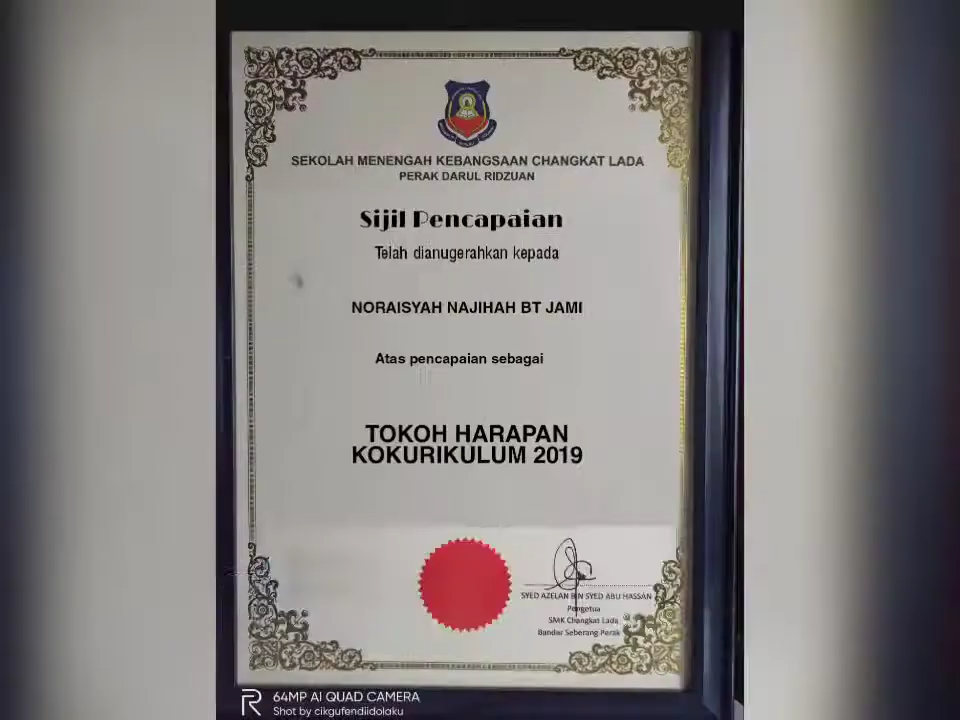 SEKOLAH MENENGAH KEBANGSAAN CHANGKAT LADA
PERAK DARUL RIDZUAN
Sijil Pencapaian
Telah dianugerahkan kepada
NORAISYAH NAJIHAH BT JAMI
Atas pencapaian sebagai
TOKOH HARAPAN
KOKURIKULUM 2019
SYED AZELAN BIN SYED ABU HASSAN
Pengetua
SMK Changkat Lada
Bandar Seberang Perak
64MP AI QUAD CAMERA
Shot by cikgufendiidolaku